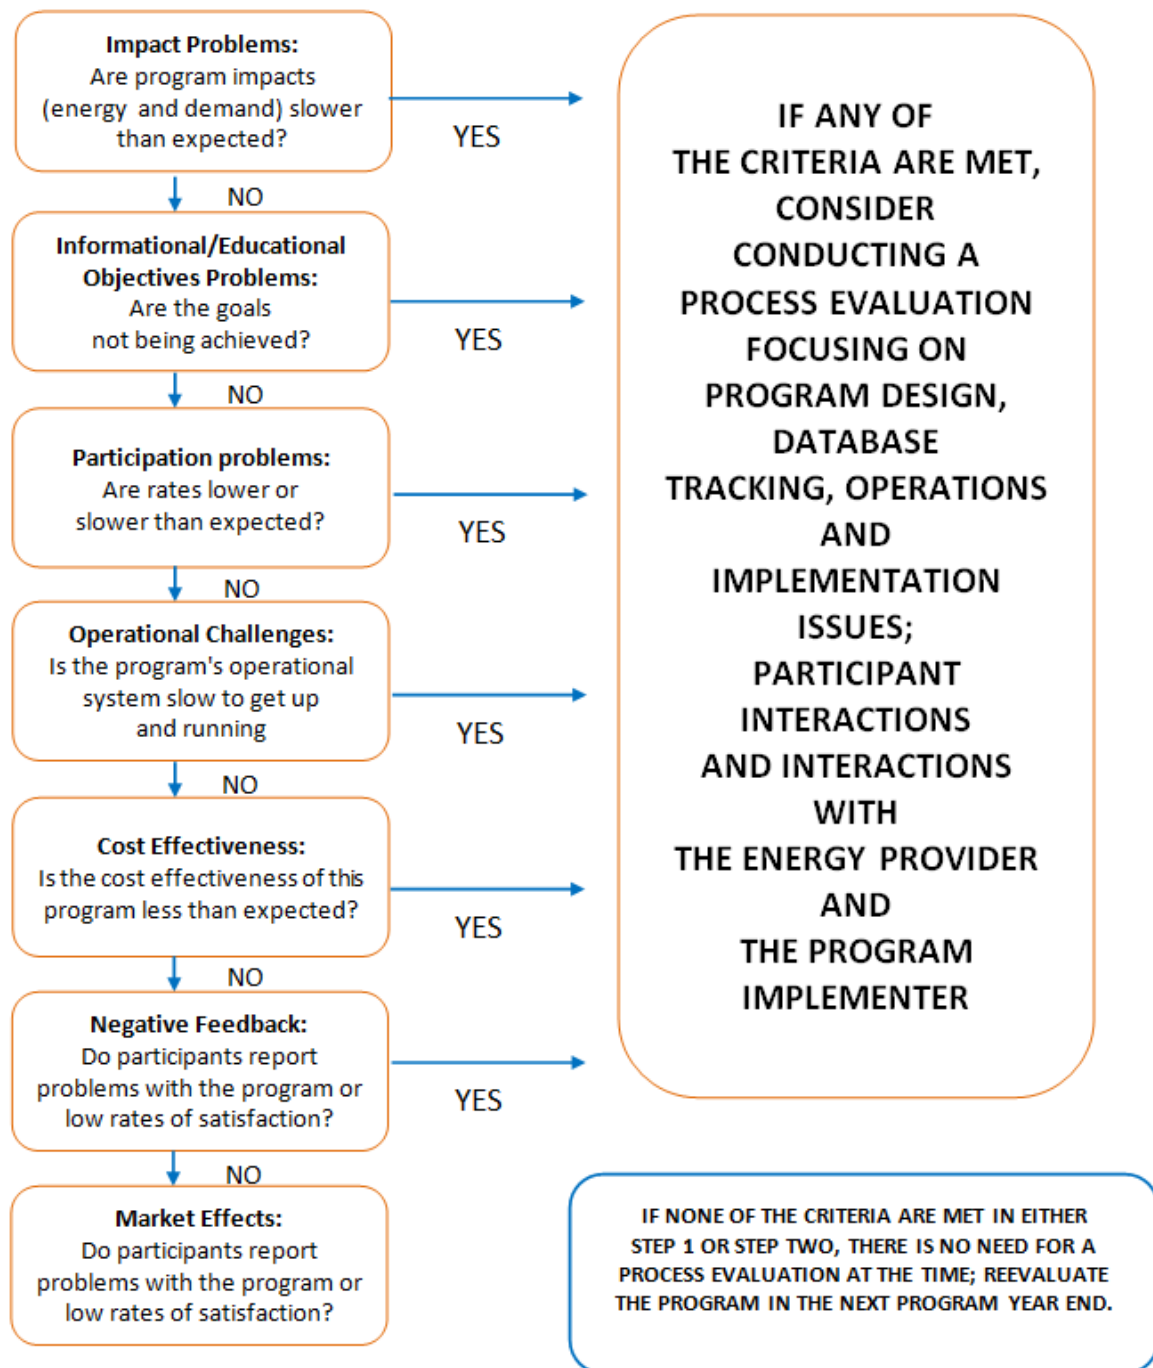 Impact Problems:
Are program impacts
(energy and demand) slower
than expected?
YES
NO
Informational/Educational
Objectives Problems:
Are the goals
not being achieved?
YES
NO
Participation problems:
Are rates lower or
slower than expected?
YES
NO
Operational Challenges:
Is the program's operational
system slow to get up
and running
YES
NO
Cost Effectiveness:
Is the cost effectiveness of this
program less than expected?
YES
NO
Negative Feedback:
Do participants report
problems with the program or
low rates of satisfaction?
YES
NO
Market Effects:
Do participants report
problems with the program or
low rates of satisfaction?
IF ANY OF
THE CRITERIA ARE MET,
CONSIDER
CONDUCTING A
PROCESS EVALUATION
FOCUSING ON
PROGRAM DESIGN,
DATABASE
TRACKING, OPERATIONS
AND
IMPLEMENTATION
ISSUES;
PARTICIPANT
INTERACTIONS
AND INTERACTIONS
WITH
THE ENERGY PROVIDER
AND
THE PROGRAM
IMPLEMENTER
IF NONE OF THE CRITERIA ARE MET IN EITHER
STEP 1 OR STEP TWO, THERE IS NO NEED FOR A
PROCESS EVALUATION AT THE TIME; REEVALUATE
THE PROGRAM IN THE NEXT PROGRAM YEAR END.